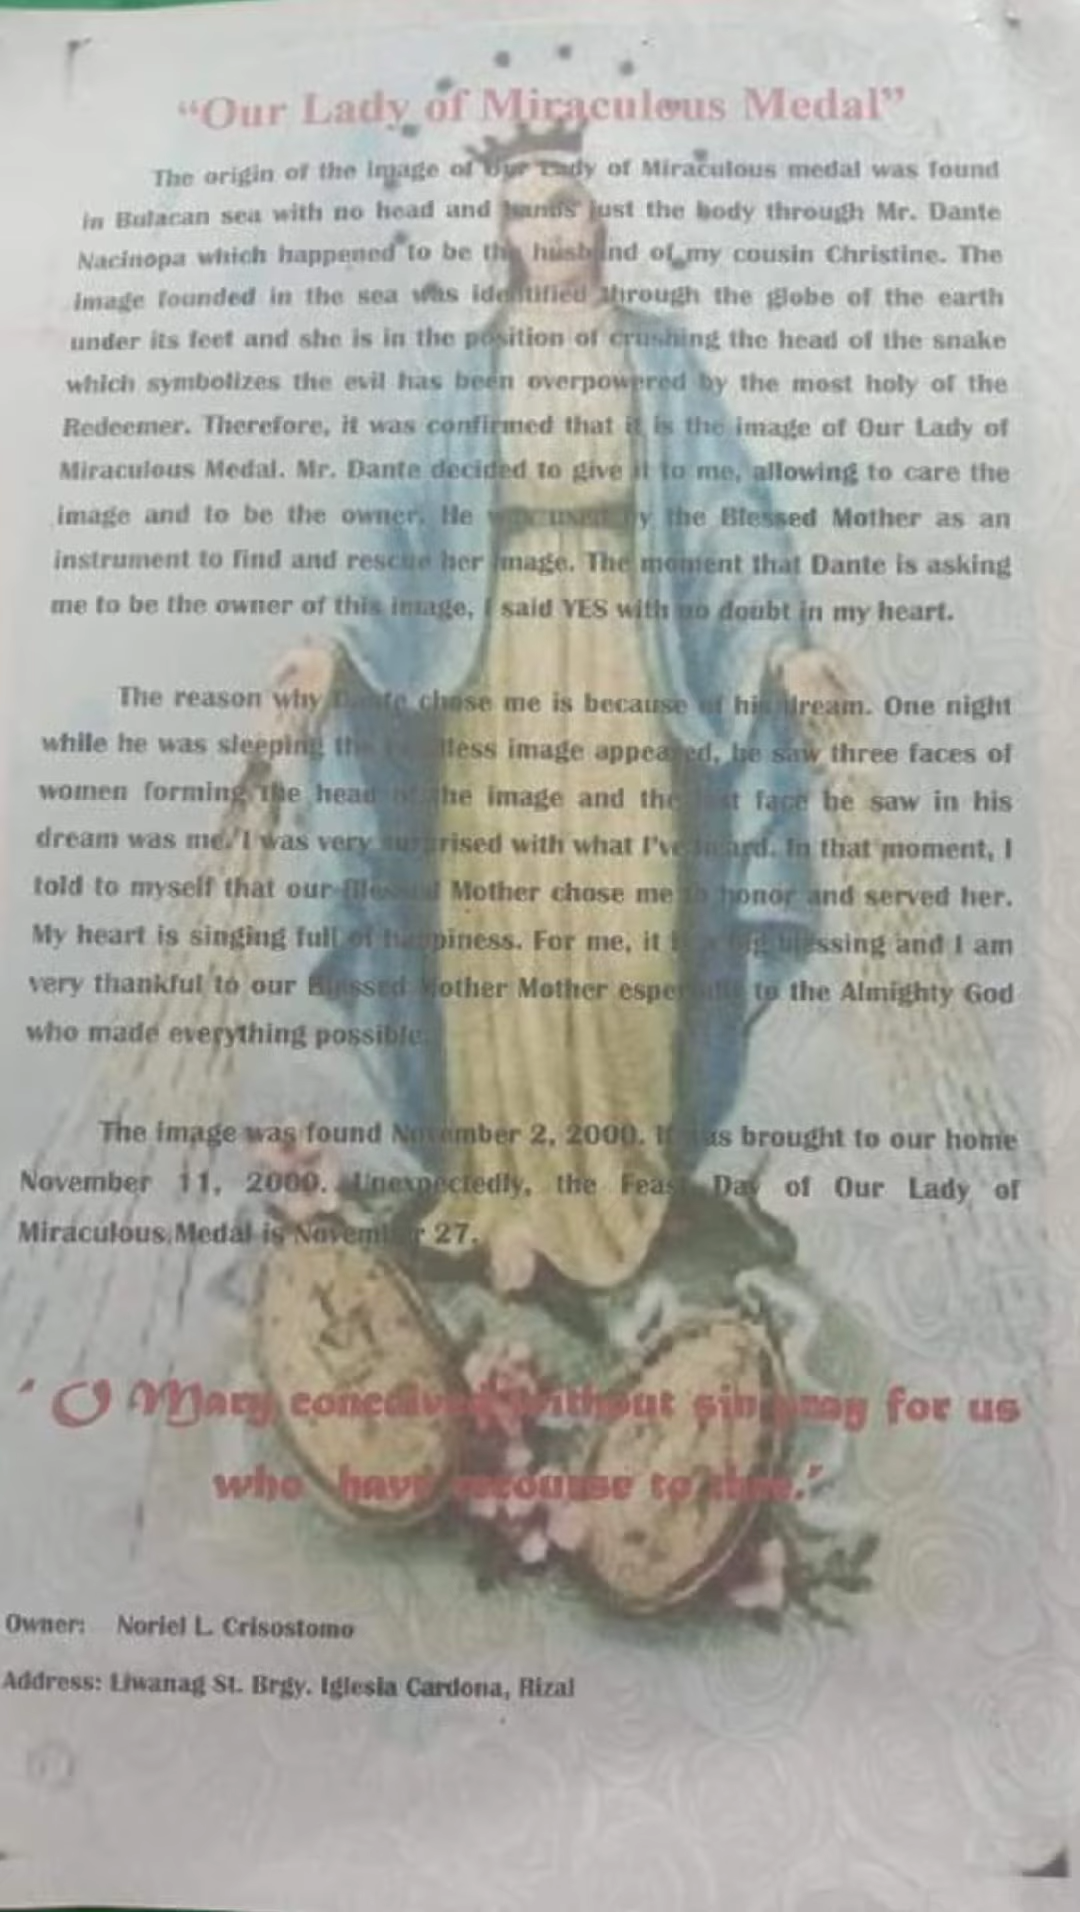 “Our Lady of Miraculous Medal”
The origin of the image of Our Lady of Miraculous medal was found
in Bulacan sea with no head and hands just the body through Mr. Dante
Nacinopa which happened to be the husband of my cousin Christine. The
image founded in the sea was identified through the globe of the earth
under its feet and she is in the position of crushing the head of the snake
which symbolizes the evil has been overpowered by the most holy of the
Redeemer. Therefore, it was confirmed that it is the image of Our Lady of
Miraculous Medal. Mr. Dante decided to give it to me, allowing to care the
image and to be the owner. He was used by the Blessed Mother as an
instrument to find and rescue her image. The moment that Dante is asking
me to be the owner of this image, I said YES with no doubt in my heart.
The reason why Dante chose me is because of his dream. One night
while he was sleeping the headless image appeared, he saw three faces of
women forming the head of the image and the last face he saw in his
dream was me. I was very surprised with what I've heard. In that moment, I
told to myself that our Blessed Mother chose me to honor and served her.
My heart is singing full of happiness. For me, it is a big blessing and I am
very thankful to our Blessed Mother Mother especially to the Almighty God
who made everything possible.
The image was found November 2, 2000. It was brought to our home
November 11, 2000. Unexpectedly, the Feast Day of Our Lady of
Miraculous Medal is November 27.
‘ O Mary conceived without sin pray for us
who have recourse to thee.’
Owner: Noriel L. Crisostomo
Address: Liwanag St. Brgy. Iglesia Cardona, Rizal